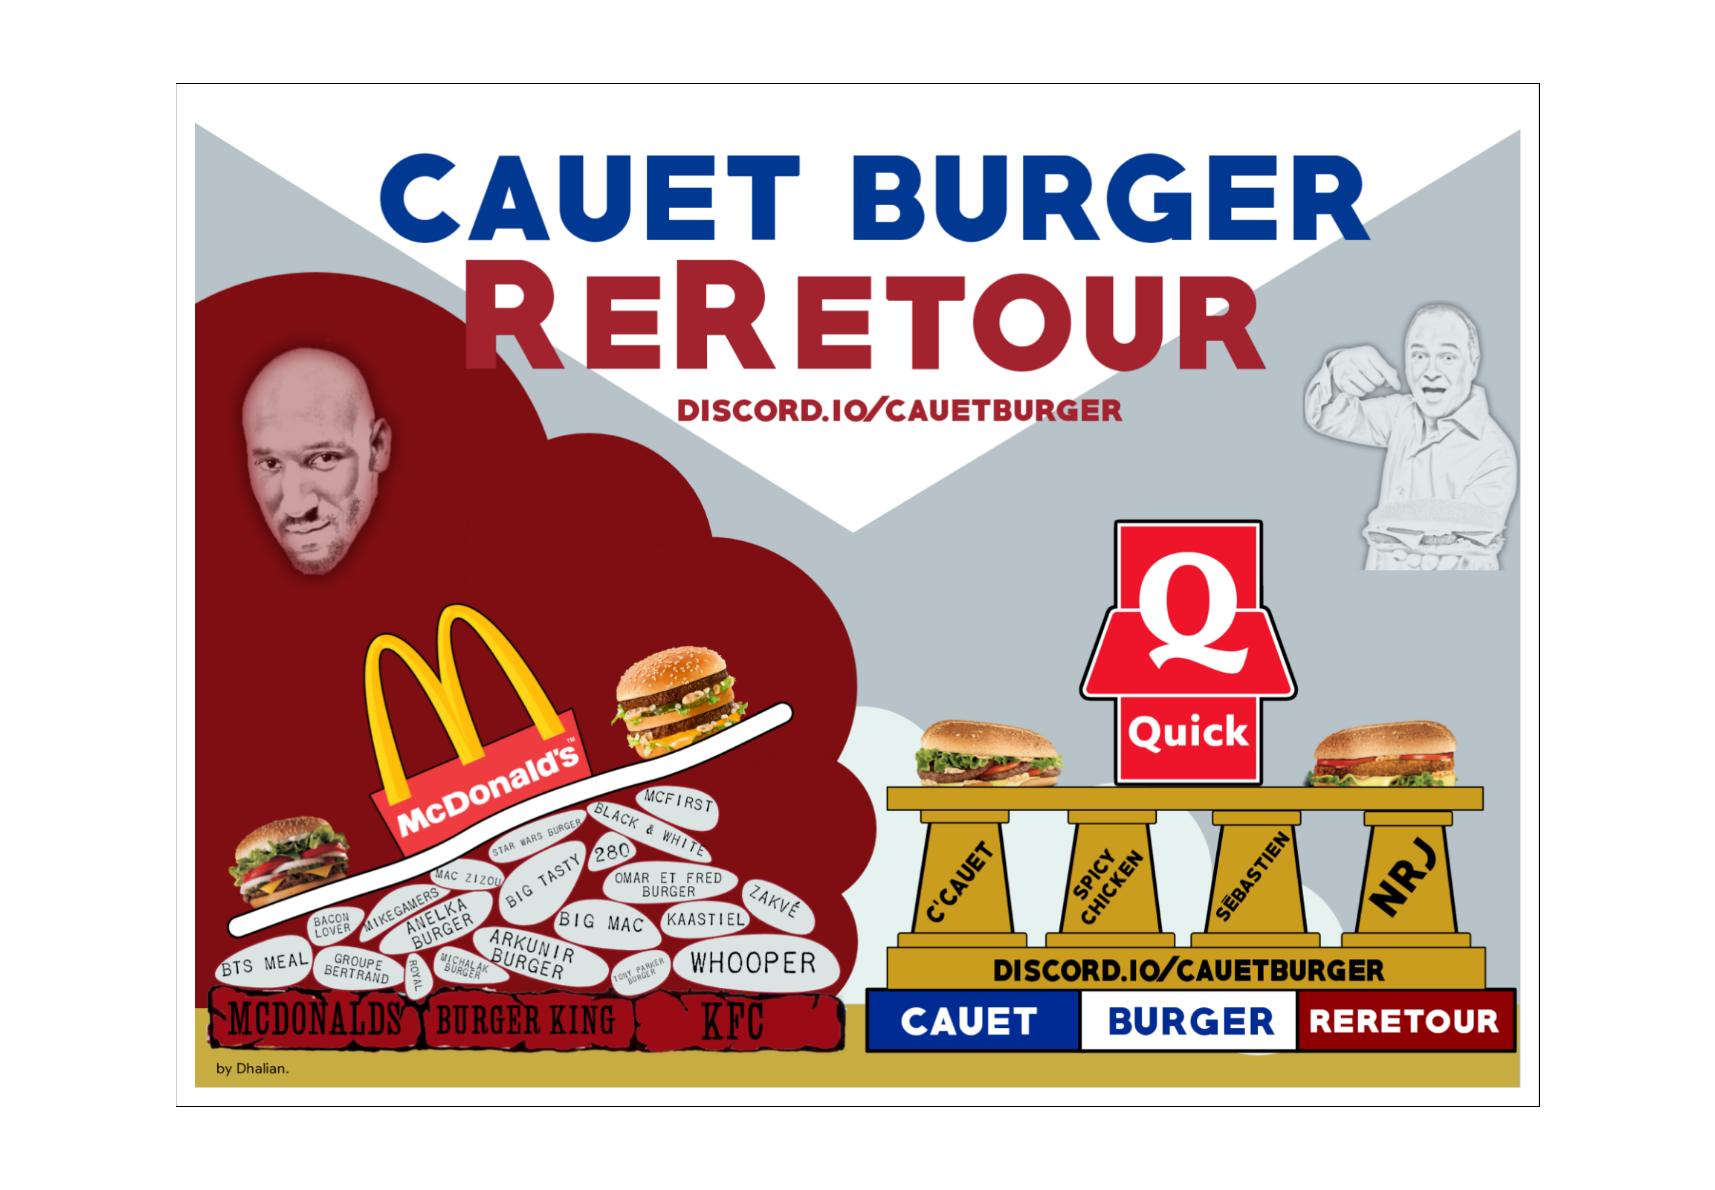 CAUET BURGER
RERETOUR
DISCORD.IO/CAUETBURGER
McDonald's™
MCFIRST
BLACK & WHITE
STAR WARS BURGER
280
MAC ZIZOU
BIG TASTY
OMAR ET FRED
BURGER
ZAKVÉ
BACON
LOVER
MIKEGAMERS
ANELKA
BURGER
BIG MAC
KAASTIEL
BTS MEAL
GROUPE
BERTRAND
ROYAL
MICHALAK
BURGER
ARKUNIR
BURGER
TONY PARKER
BURGER
WHOOPER
MCDONALDS
BURGER KING
KFC
by Dhalian.
Q
Quick
C'CAUET
SPICY
CHICKEN
SÉBASTIEN
NRJ
DISCORD.IO/CAUETBURGER
CAUET
BURGER
RERETOUR